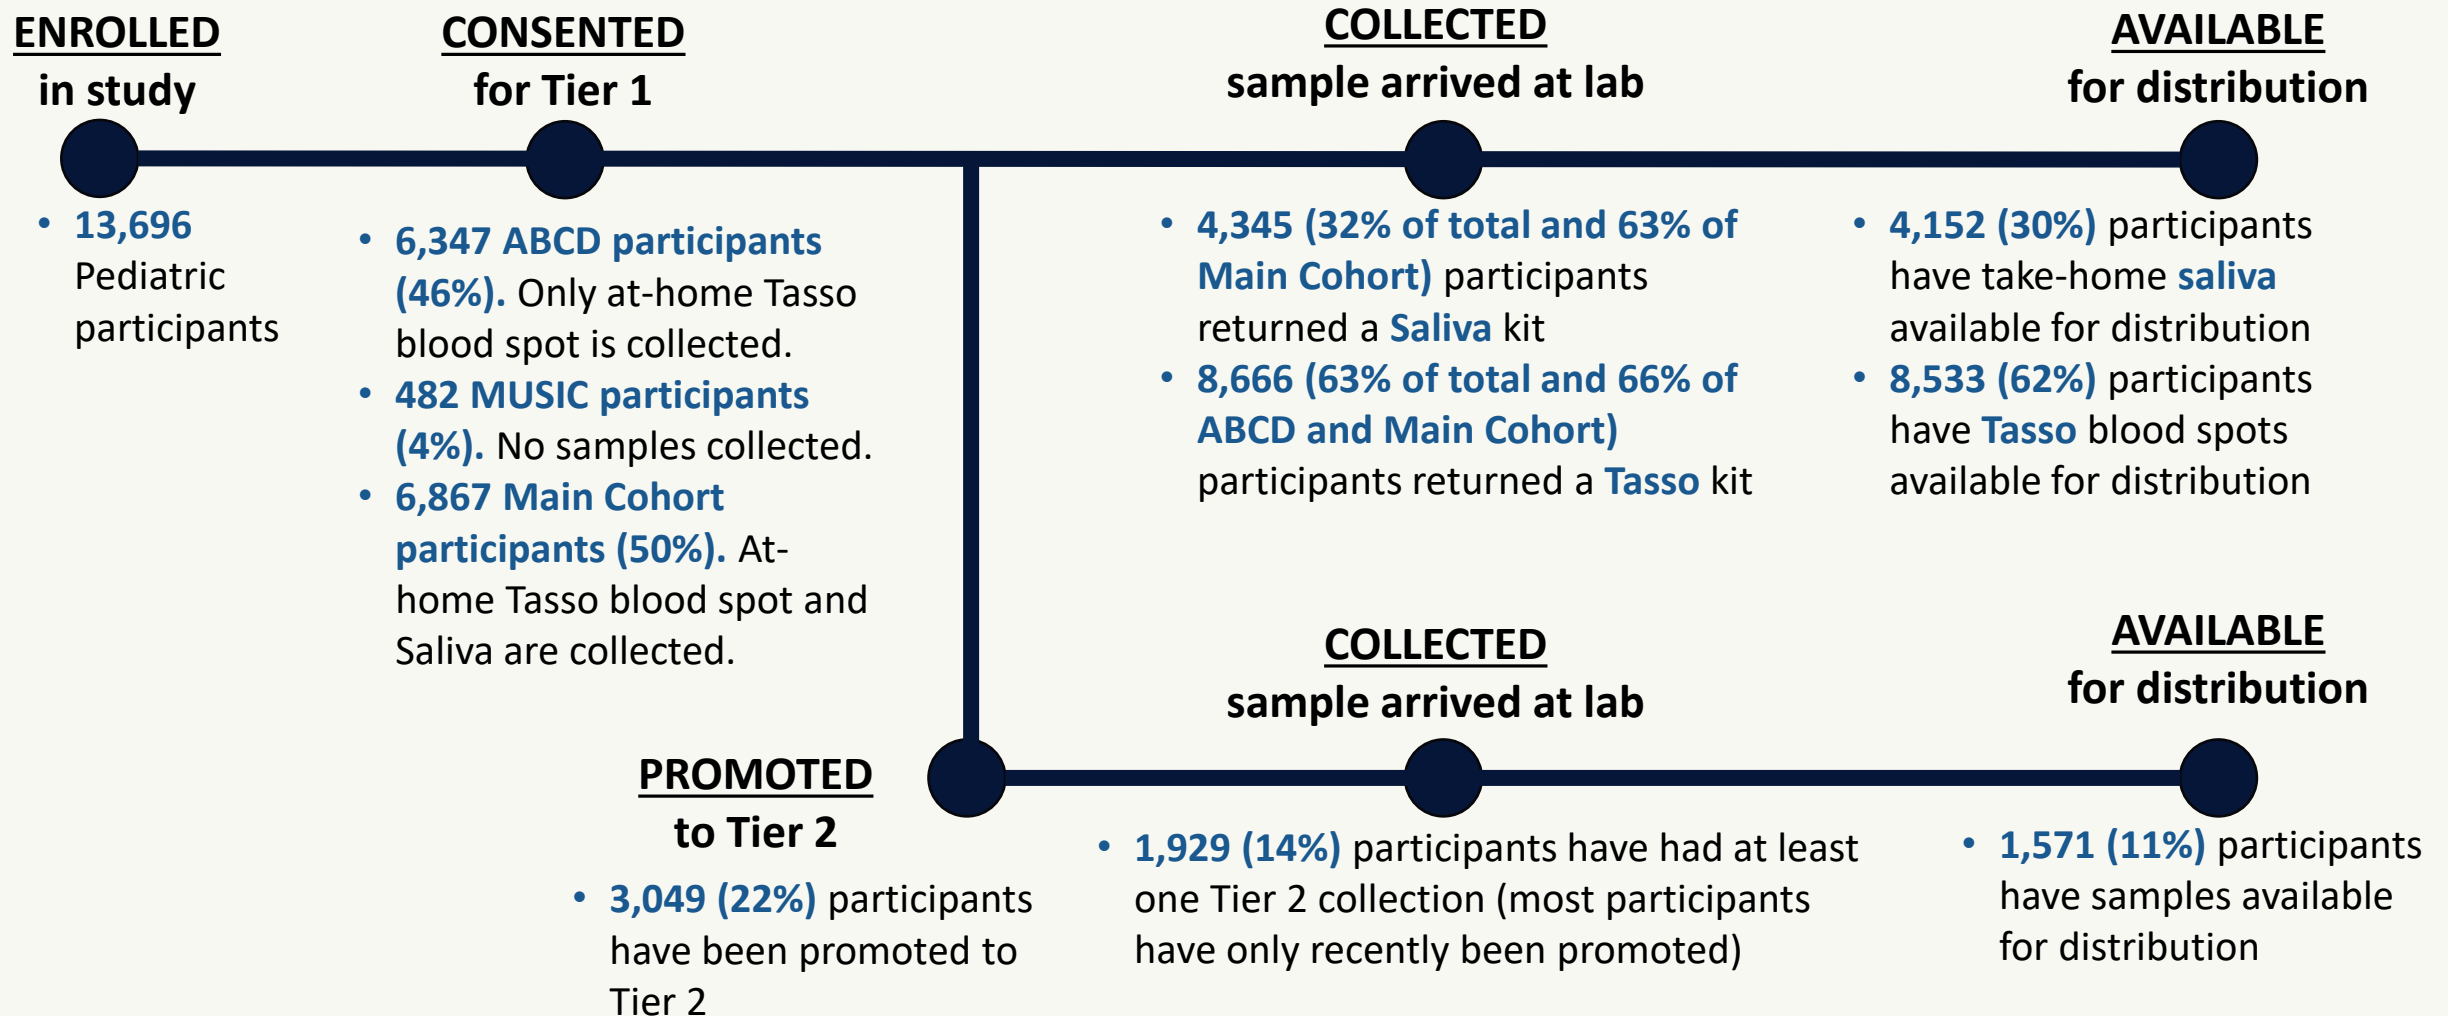 ENROLLED
in study
• 13,696
Pediatric
participants
CONSENTED
for Tier 1
• 6,347 ABCD participants
(46%). Only at-home Tasso
blood spot is collected.
• 482 MUSIC participants
(4%). No samples collected.
• 6,867 Main Cohort
participants (50%). At-
home Tasso blood spot and
Saliva are collected.
COLLECTED
sample arrived at lab
• 4,345 (32% of total and 63% of
Main Cohort) participants
returned a Saliva kit
• 8,666 (63% of total and 66% of
ABCD and Main Cohort)
participants returned a Tasso kit
AVAILABLE
for distribution
• 4,152 (30%) participants
have take-home saliva
available for distribution
• 8,533 (62%) participants
have Tasso blood spots
available for distribution
PROMOTED
to Tier 2
• 3,049 (22%) participants
have been promoted to
Tier 2
COLLECTED
sample arrived at lab
• 1,929 (14%) participants have had at least
one Tier 2 collection (most participants
have only recently been promoted)
AVAILABLE
for distribution
• 1,571 (11%) participants
have samples available
for distribution